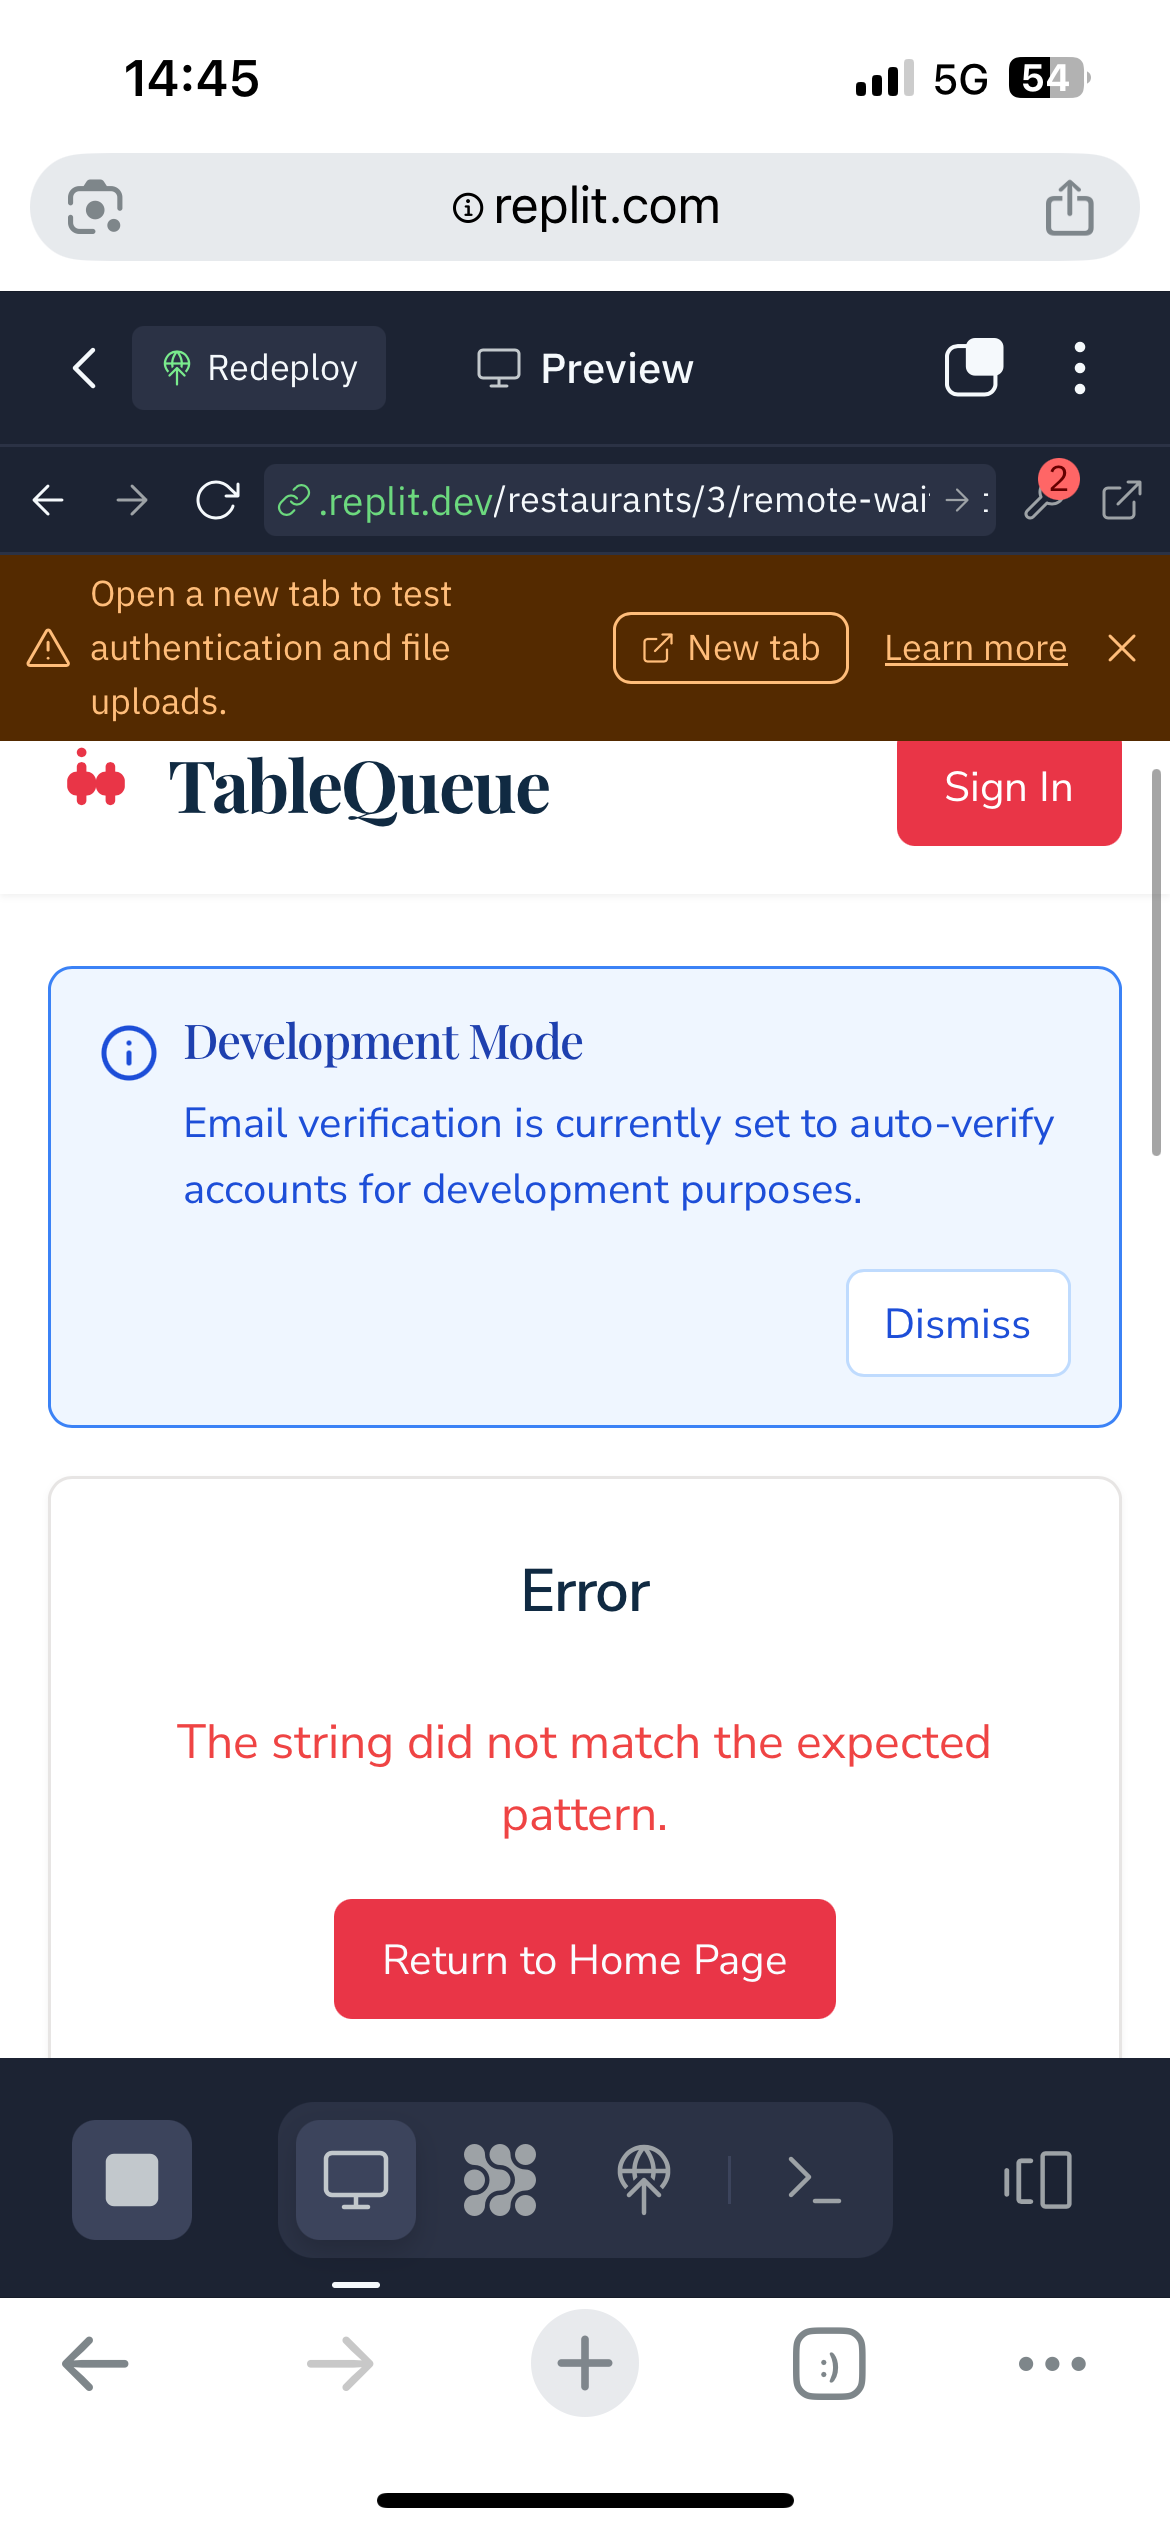 14:45
5G
54
replit.com
Redeploy
Preview
.replit.dev/restaurants/3/remote-wai
2
Open a new tab to test
authentication and file
uploads.
New tab
Learn more
TableQueue
Sign In
Development Mode
Email verification is currently set to auto-verify
accounts for development purposes.
Dismiss
Error
The string did not match the expected
pattern.
Return to Home Page
:)